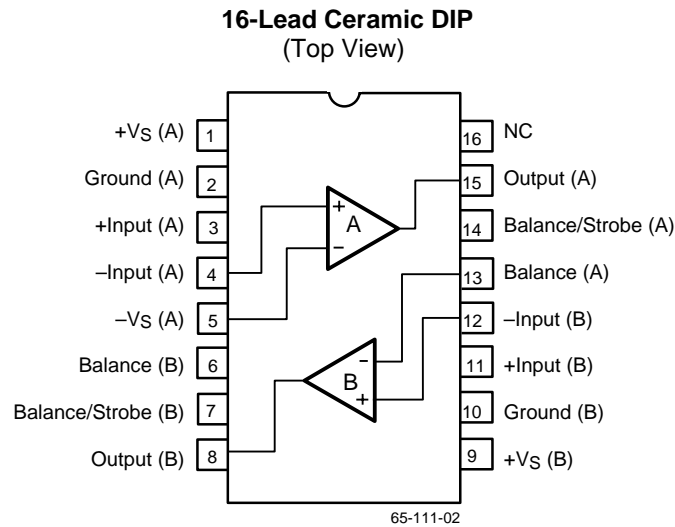 16-Lead Ceramic DIP
(Top View)
+VS (A) 1
16 NC
Ground (A) 2
15 Output (A)
+Input (A) 3
+
A
–
14 Balance/Strobe (A)
–Input (A) 4
13 Balance (A)
–VS (A) 5
12 –Input (B)
Balance (B) 6
-
B
+
11 +Input (B)
Balance/Strobe (B) 7
10 Ground (B)
Output (B) 8
9 +VS (B)
65-111-02